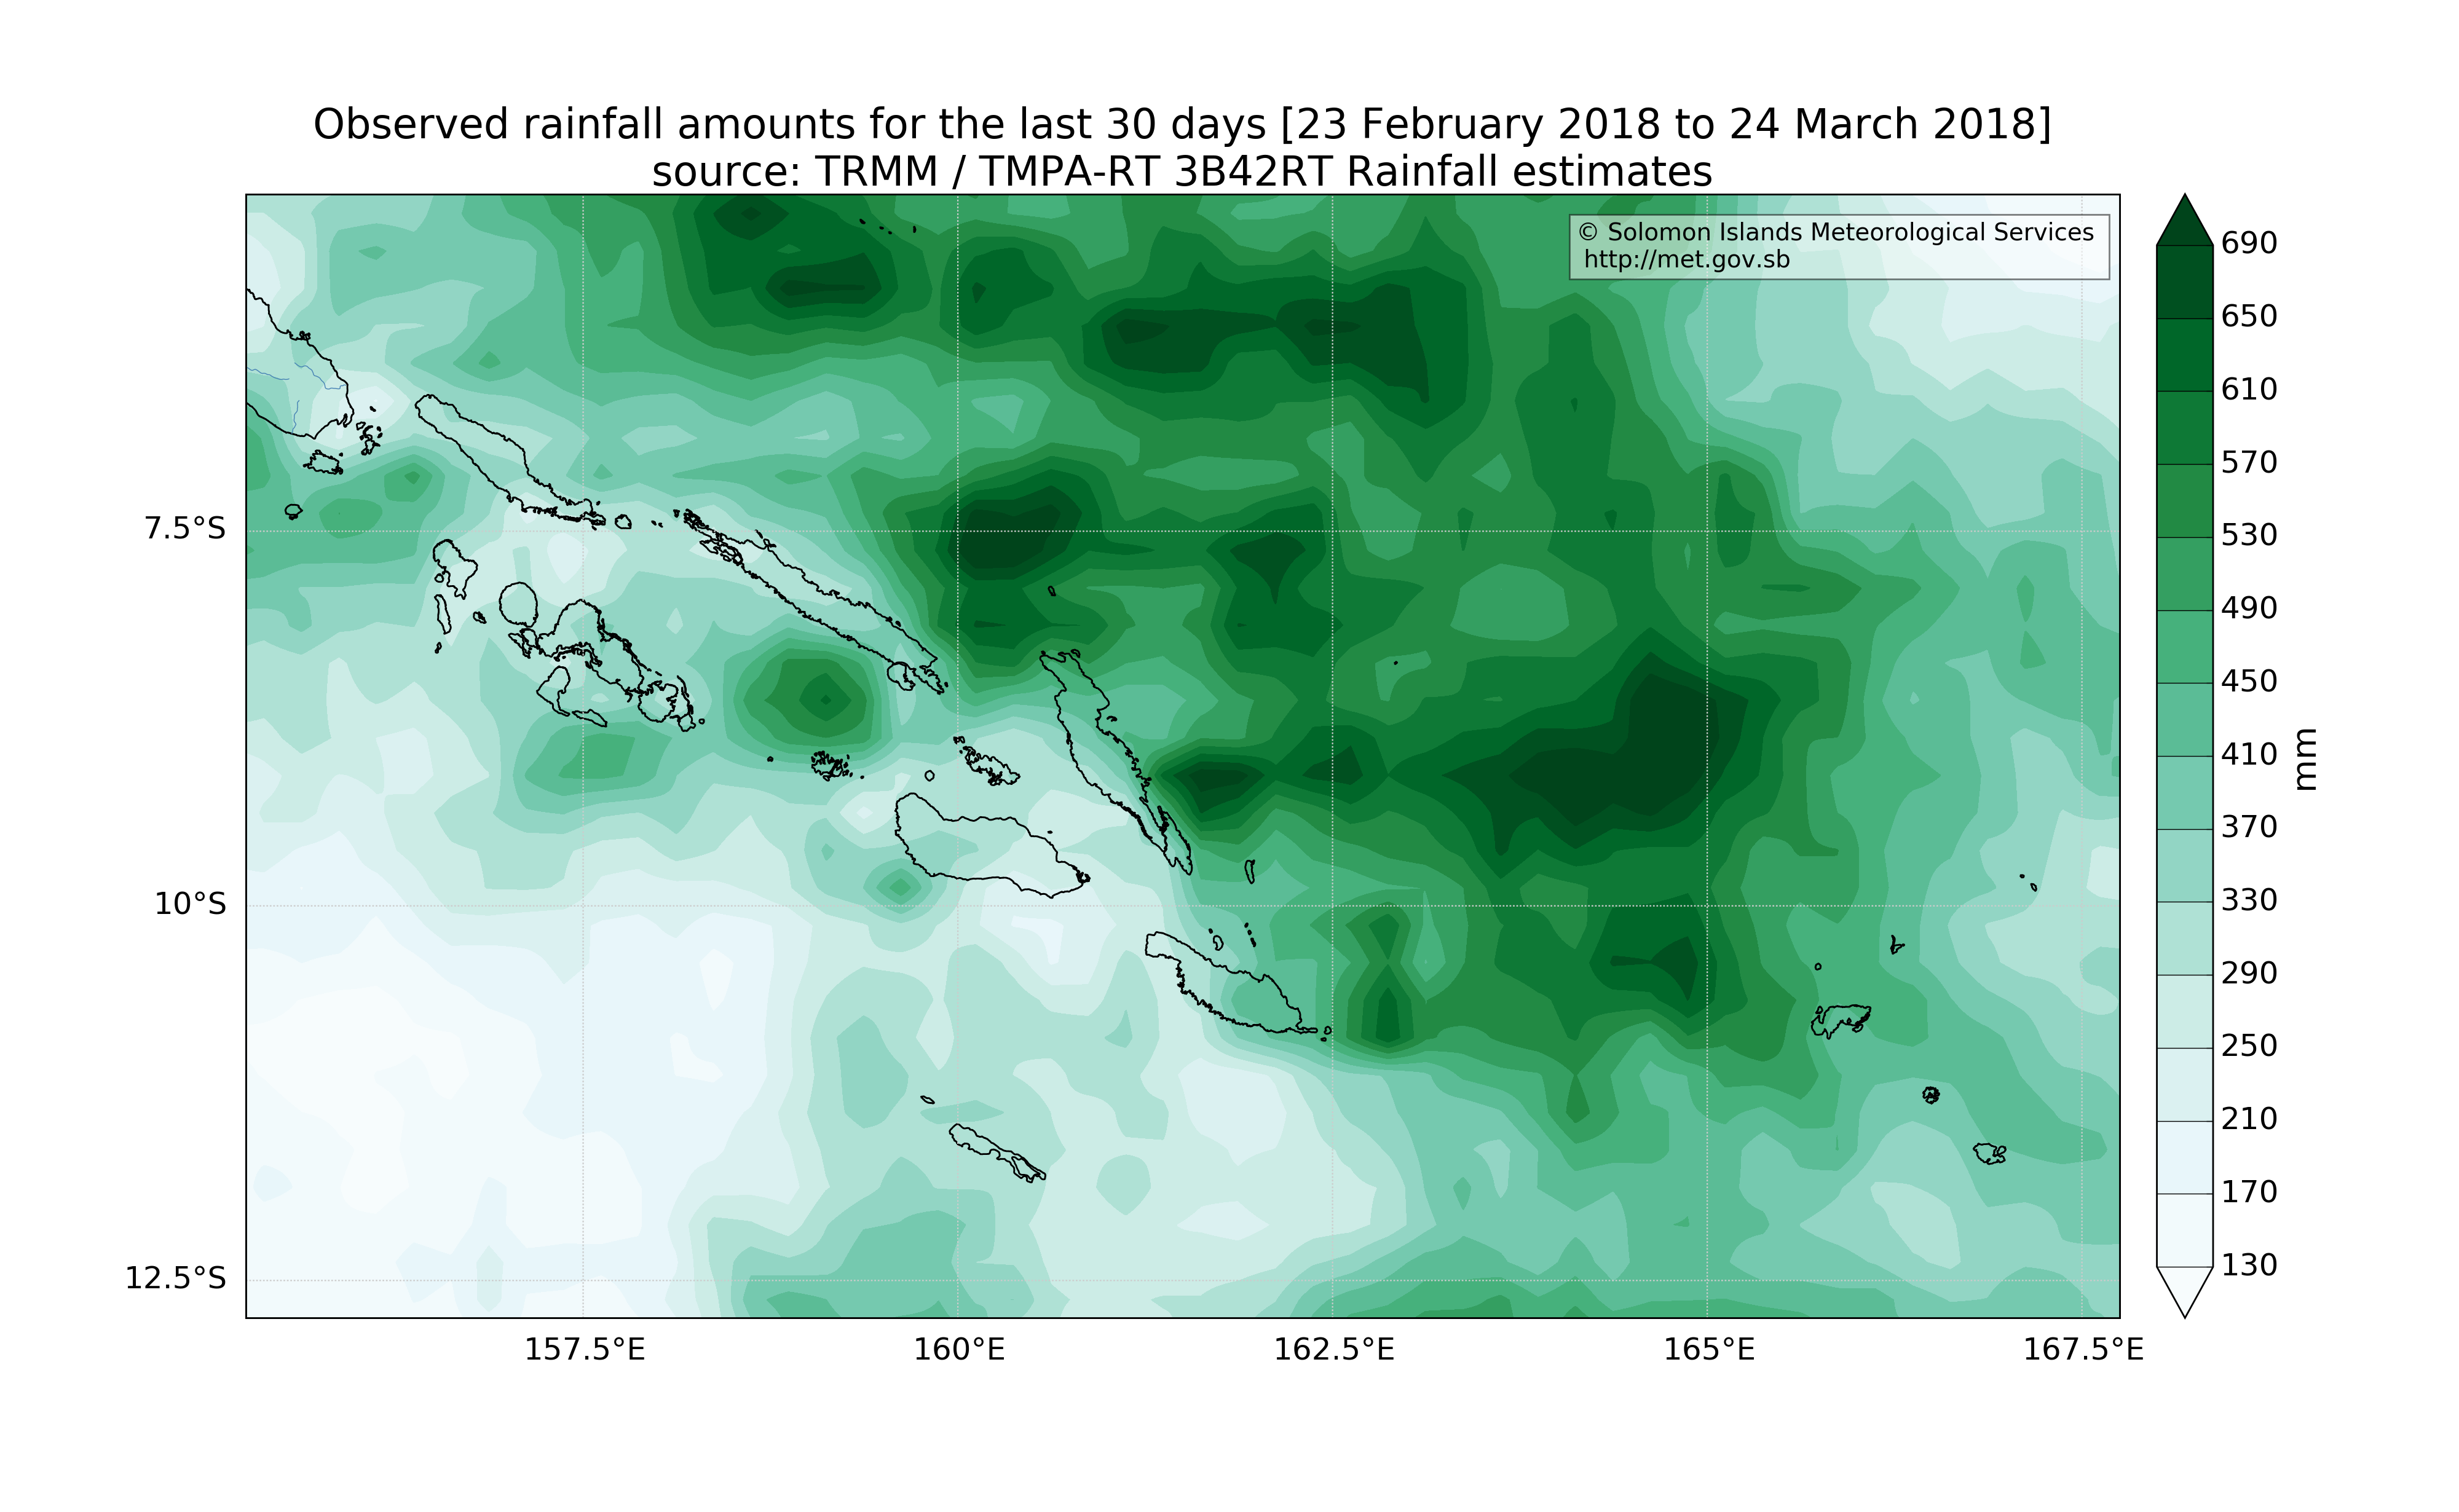 Observed rainfall amounts for the last 30 days [23 February 2018 to 24 March 2018]
source: TRMM / TMPA-RT 3B42RT Rainfall estimates
© Solomon Islands Meteorological Services
http://met.gov.sb
690
650
610
570
530
490
450
410
370
330
290
250
210
170
130
mm
7.5°S
10°S
12.5°S
157.5°E
160°E
162.5°E
165°E
167.5°E